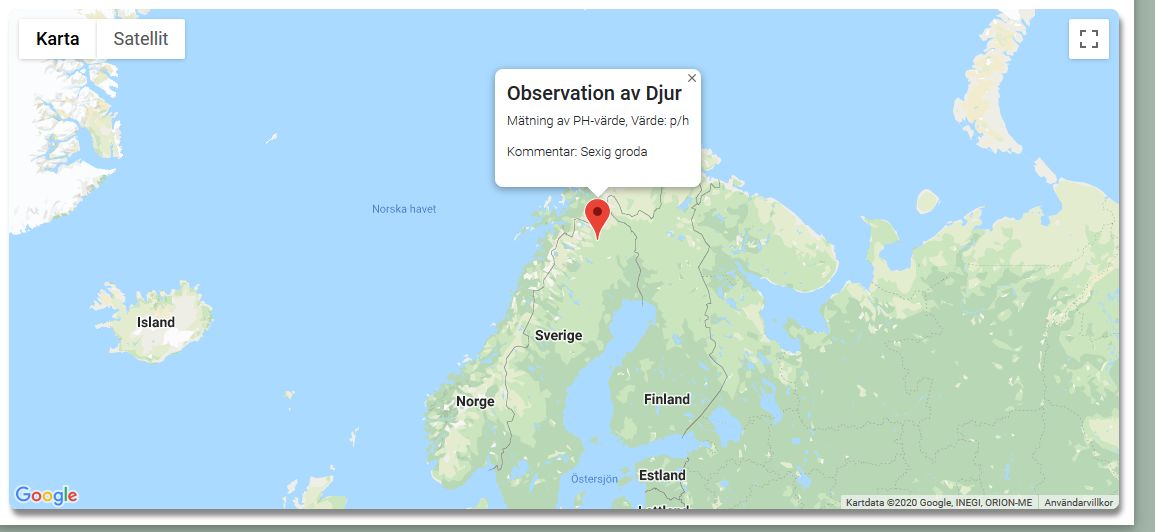 Karta Satellit
Observation av Djur
Mätning av PH-värde, Värde: p/h
Kommentar: Sexig groda
Norska havet
Island
Sverige
Norge
Finland
Östersjön
Estland
Lettland
Google
Kartdata ©2020 Google, INEGI, ORION-ME Användarvillkor